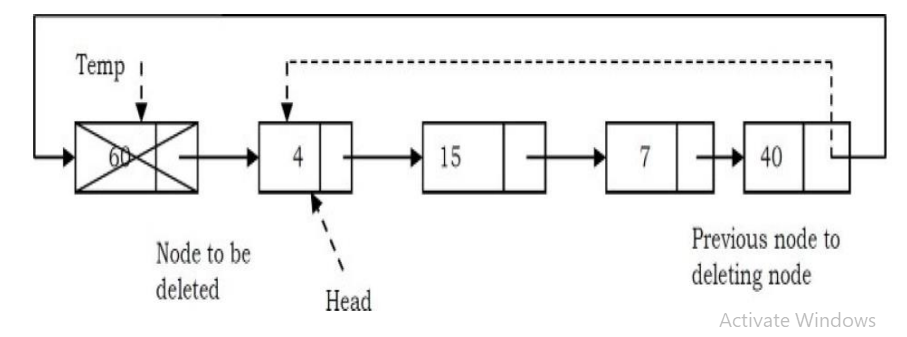 Temp
60
4
15
7
40
Node to be
deleted
Head
Previous node to
deleting node
Activate Windows